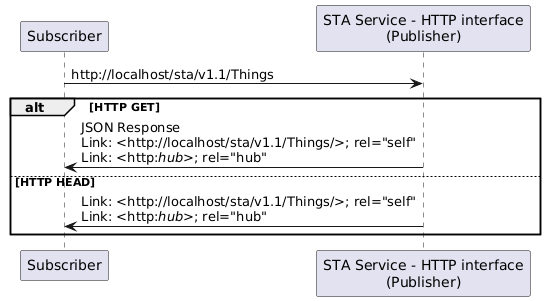 Subscriber
STA Service - HTTP interface
(Publisher)
http://localhost/sta/v1.1/Things
alt
[HTTP GET]
JSON Response
Link: <http://localhost/sta/v1.1/Things/>; rel="self"
Link: <http:hub>; rel="hub"
[HTTP HEAD]
Link: <http://localhost/sta/v1.1/Things/>; rel="self"
Link: <http:hub>; rel="hub"
Subscriber
STA Service - HTTP interface
(Publisher)